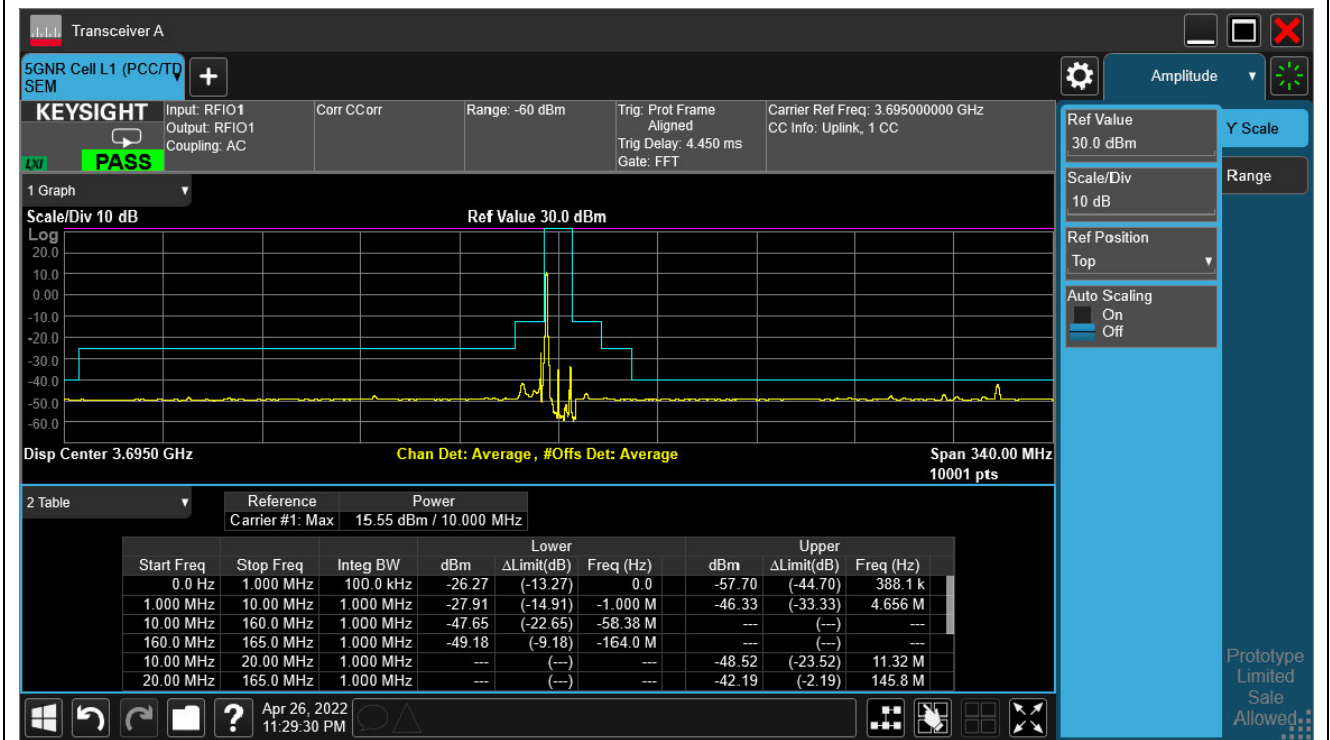 Transceiver A
5GNR Cell L1 (PCC/TD
SEM
+
Amplitude
KEYSIGHT
LXI
PASS
Input: RFIO1
Output: RFIO1
Coupling: AC
Corr CCorr
Range: -60 dBm
Trig: Prot Frame
Aligned
Trig Delay: 4.450 ms
Gate: FFT
Carrier Ref Freq: 3.695000000 GHz
CC Info: Uplink, 1 CC
Ref Value
30.0 dBm
Scale/Div
10 dB
Ref Position
Top
Auto Scaling
On
Off
Y Scale
Range
1 Graph
Scale/Div 10 dB
Ref Value 30.0 dBm
Log
20.0
10.0
0.00
-10.0
-20.0
-30.0
-40.0
-50.0
-60.0
Disp Center 3.6950 GHz
Chan Det: Average , #Offs Det: Average
Span 340.00 MHz
10001 pts
2 Table
Reference Power
Carrier #1: Max 15.55 dBm / 10.000 MHz
Lower Upper
Start Freq Stop Freq Integ BW dBm ΔLimit(dB) Freq (Hz) dBm ΔLimit(dB) Freq (Hz)
0.0 Hz 1.000 MHz 100.0 kHz -26.27 (-13.27) 0.0 -57.70 (-44.70) 388.1 k
1.000 MHz 10.00 MHz 1.000 MHz -27.91 (-14.91) -1.000 M -46.33 (-33.33) 4.656 M
10.00 MHz 160.0 MHz 1.000 MHz -47.65 (-22.65) -58.38 M --- (---) ---
160.0 MHz 165.0 MHz 1.000 MHz -49.18 (-9.18) -164.0 M --- (---) ---
10.00 MHz 20.00 MHz 1.000 MHz --- (---) --- -48.52 (-23.52) 11.32 M
20.00 MHz 165.0 MHz 1.000 MHz --- (---) --- -42.19 (-2.19) 145.8 M
Prototype
Limited
Sale
Allowed
?
Apr 26, 2022
11:29:30 PM